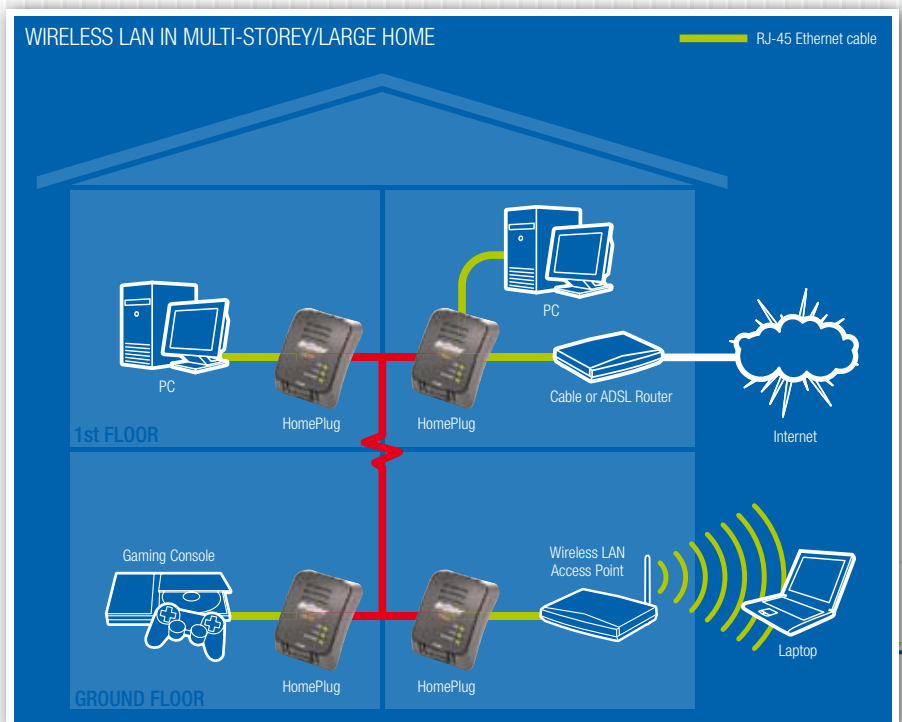 WIRELESS LAN IN MULTI-STOREY/LARGE HOME
RJ-45 Ethernet cable
PC
PC
HomePlug
HomePlug
Cable or ADSL Router
Internet
1st FLOOR
Gaming Console
Wireless LAN
Access Point
HomePlug
HomePlug
Laptop
GROUND FLOOR